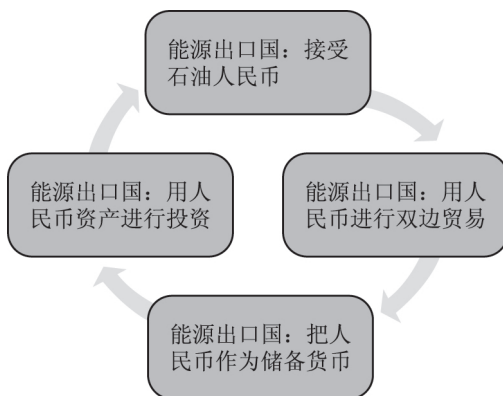 能源出口国：接受
石油人民币
能源出口国：用人
民币资产进行投资
能源出口国：用人
民币进行双边贸易
能源出口国：把人
民币作为储备货币